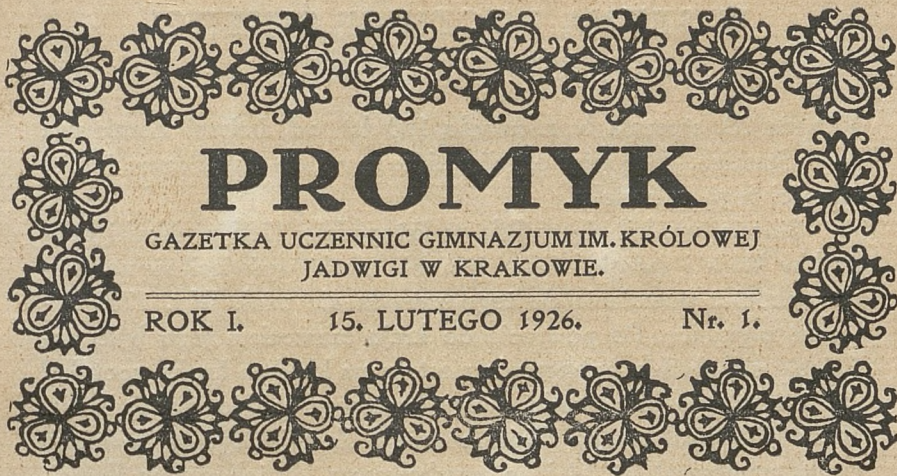 PROMYK
GAZETKA UCZENNIC GIMNAZJUM IM. KRÓLOWEJ
JADWIGI W KRAKOWIE.
ROK I. 15. LUTEGO 1926. Nr. 1.